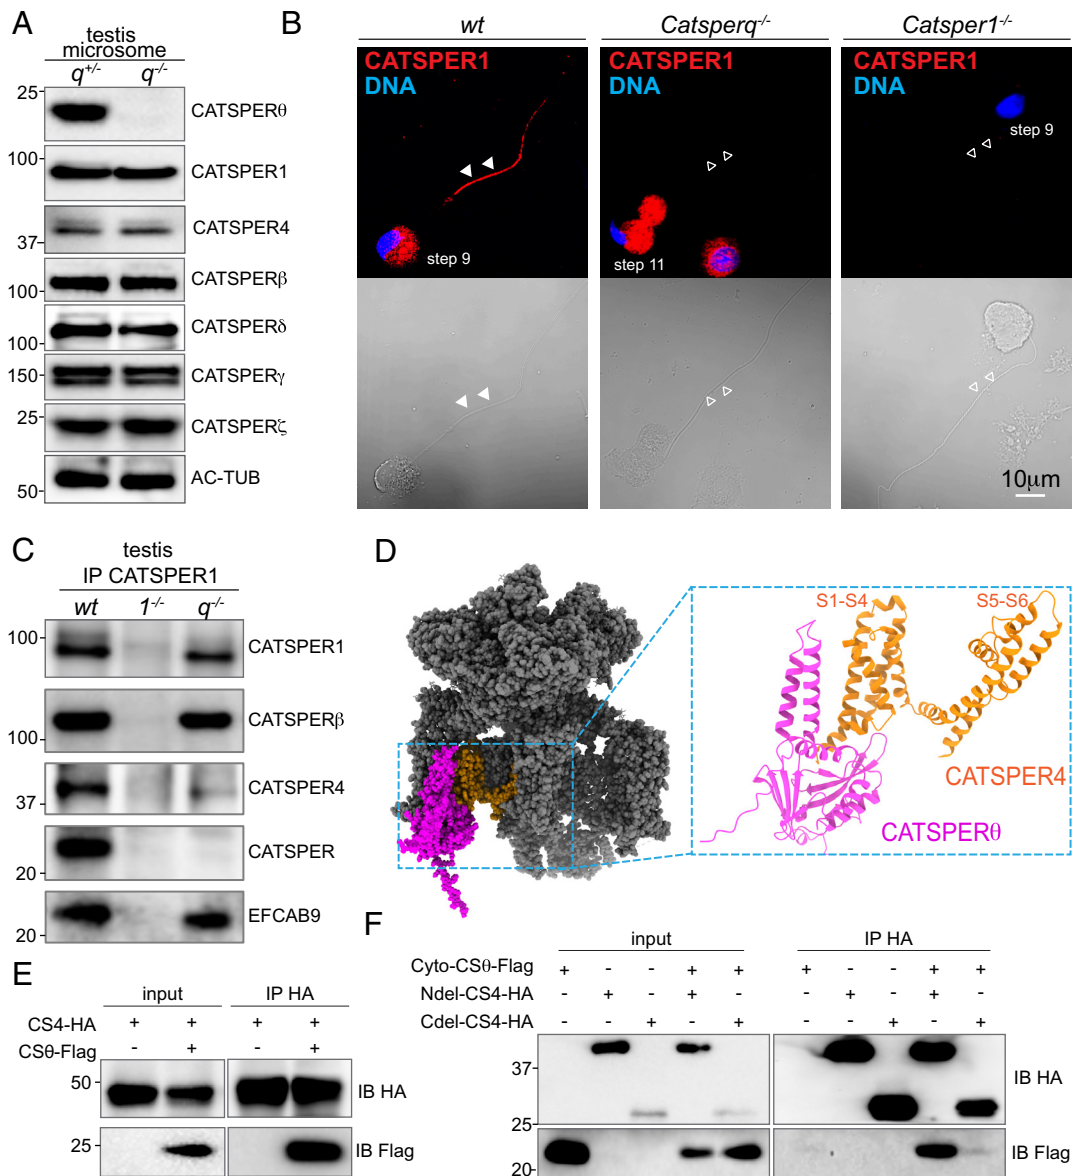 A
testis
microsome
q+/- q-/-
25
CATSPERθ
100
CATSPER1
CATSPER4
37
CATSPERβ
100
CATSPERδ
100
150
CATSPERγ
25
CATSPERζ
AC-TUB
50
B
wt Catsperq-/- Catsper1-/-
CATSPER1 CATSPER1 CATSPER1
DNA DNA DNA
step 9
step 9
step 11
10μm
C
testis
IP CATSPER1
wt 1-/- q-/-
100
CATSPER1
CATSPERβ
100
CATSPER4
37
CATSPER
20
EFCAB9
20
D
S1-S4 S5-S6
CATSPER4
CATSPERθ
E
input IP HA
CS4-HA + + + +
CSθ-Flag - + - +
50
IB HA
25
IB Flag
F
input IP HA
Cyto-CSθ-Flag + - - + + + - - + +
Ndel-CS4-HA - + - + - - + - + -
Cdel-CS4-HA - - + - + - - + - +
37
IB HA
25
IB Flag
20